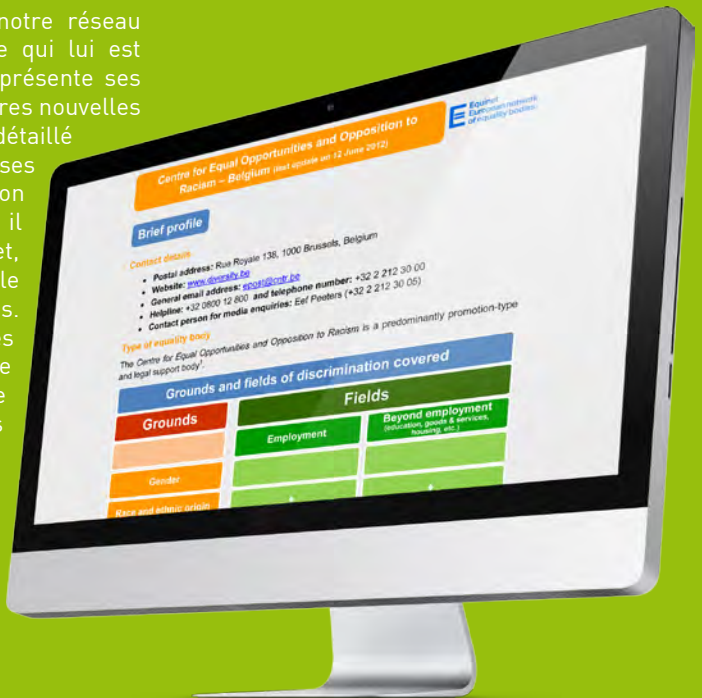 notre réseau
e qui lui est
présente ses
res nouvelles
détaillé
ses
on
il
et,
le
s.
es
e
e
s
Equinet
European network
of equality bodies
Centre for Equal Opportunities and Opposition to
Racism – Belgium (last update on 12 June 2012)
Brief profile
Contact details
• Postal address: Rue Royale 138, 1000 Brussels, Belgium
• Website: www.diversity.be
• General email address: epost@cntr.be
• Helpline: +32 0800 12 800 and telephone number: +32 2 212 30 00
• Contact person for media enquiries: Eef Peeters (+32 2 212 30 05)
Type of equality body
The Centre for Equal Opportunities and Opposition to Racism is a predominantly promotion-type
and legal support body¹.
Grounds and fields of discrimination covered
Grounds
Fields
Employment
Beyond employment
(education, goods & services,
housing, etc.)
Gender
Race and ethnic origin